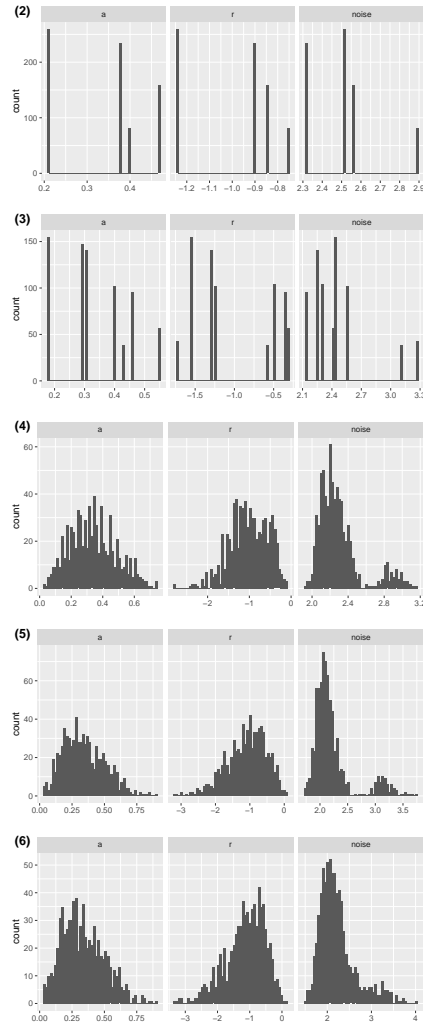 (2)
a r noise
count
200
100
0
0.2 0.3 0.4 −1.2 −1.1 −1.0 −0.9 −0.8 2.3 2.4 2.5 2.6 2.7 2.8 2.9
(3)
a r noise
count
150
100
50
0
0.2 0.3 0.4 0.5 −1.5 −1.0 −0.5 2.1 2.4 2.7 3.0 3.3
(4)
a r noise
count
60
40
20
0
0.0 0.2 0.4 0.6 −2 −1 0 2.0 2.4 2.8 3.2
(5)
a r noise
count
60
40
20
0
0.00 0.25 0.50 0.75 −3 −2 −1 0 2.0 2.5 3.0 3.5
(6)
a r noise
count
50
40
30
20
10
0
0.00 0.25 0.50 0.75 −3 −2 −1 0 2 3 4